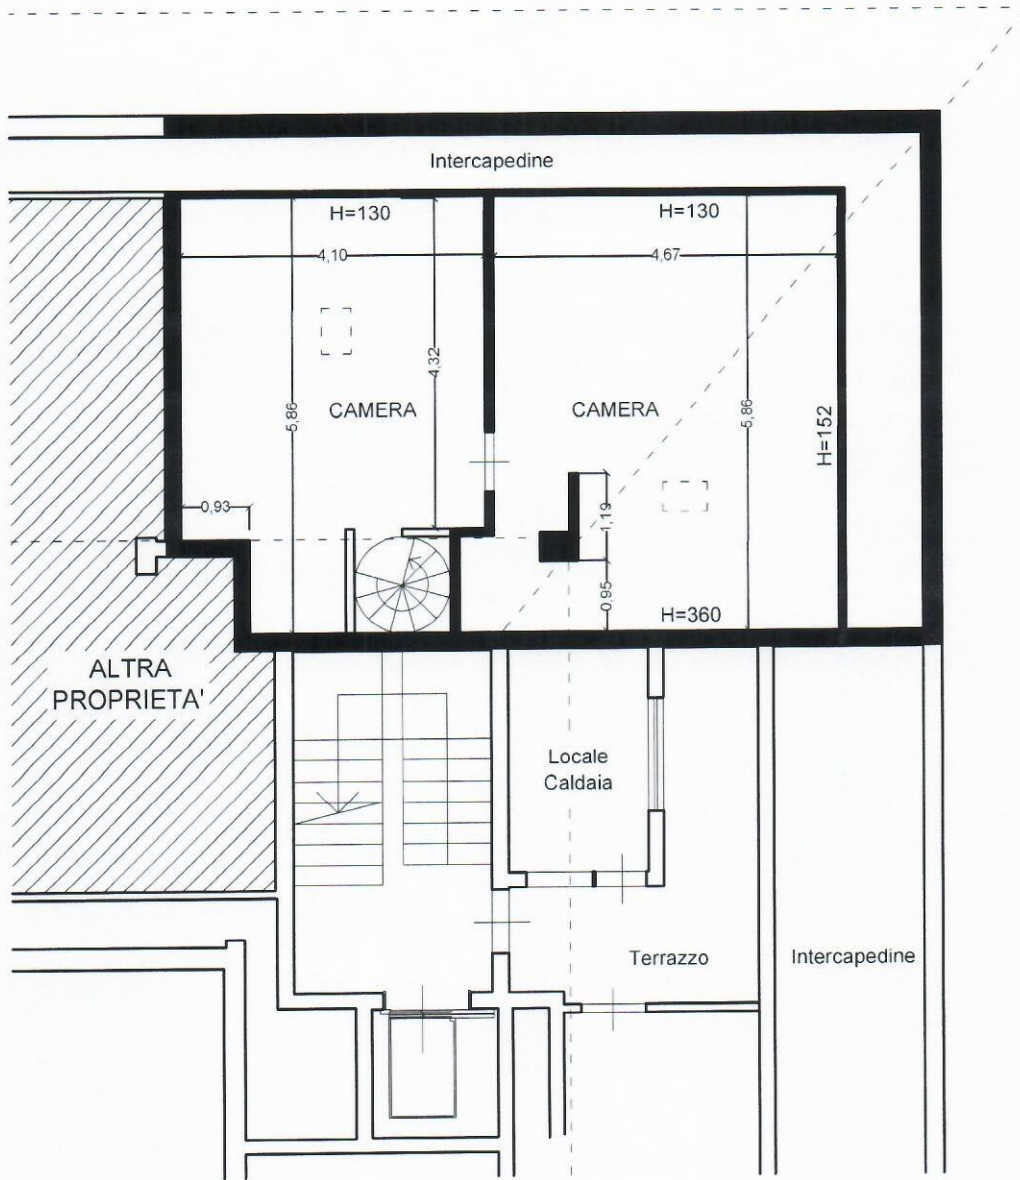 Intercapedine
H=130
H=130
4,10
4,67
4,32
CAMERA
CAMERA
5,86
5,86
H=152
0,93
1,19
0,95
H=360
ALTRA
PROPRIETA'
Locale
Caldaia
Terrazzo
Intercapedine